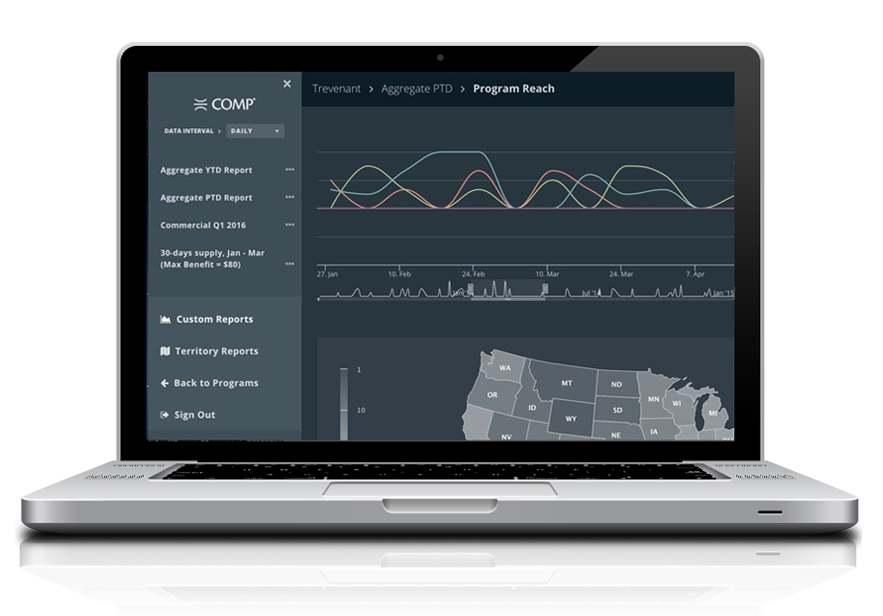 Trevenant > Aggregate PTD > Program Reach
COMP
DATA INTERVAL > DAILY
Aggregate YTD Report
Aggregate PTD Report
Commercial Q1 2016
30-days supply, Jan - Mar
(Max Benefit = $80)
Custom Reports
Territory Reports
Back to Programs
Sign Out
27. Jan 10. Feb 24. Feb 10. Mar 24. Mar 7. Apr
Jul '14 Jan '15
1
10
WA
MT
ND
OR
ID
SD
MN
WI
MI
WY
NV
NE
IA